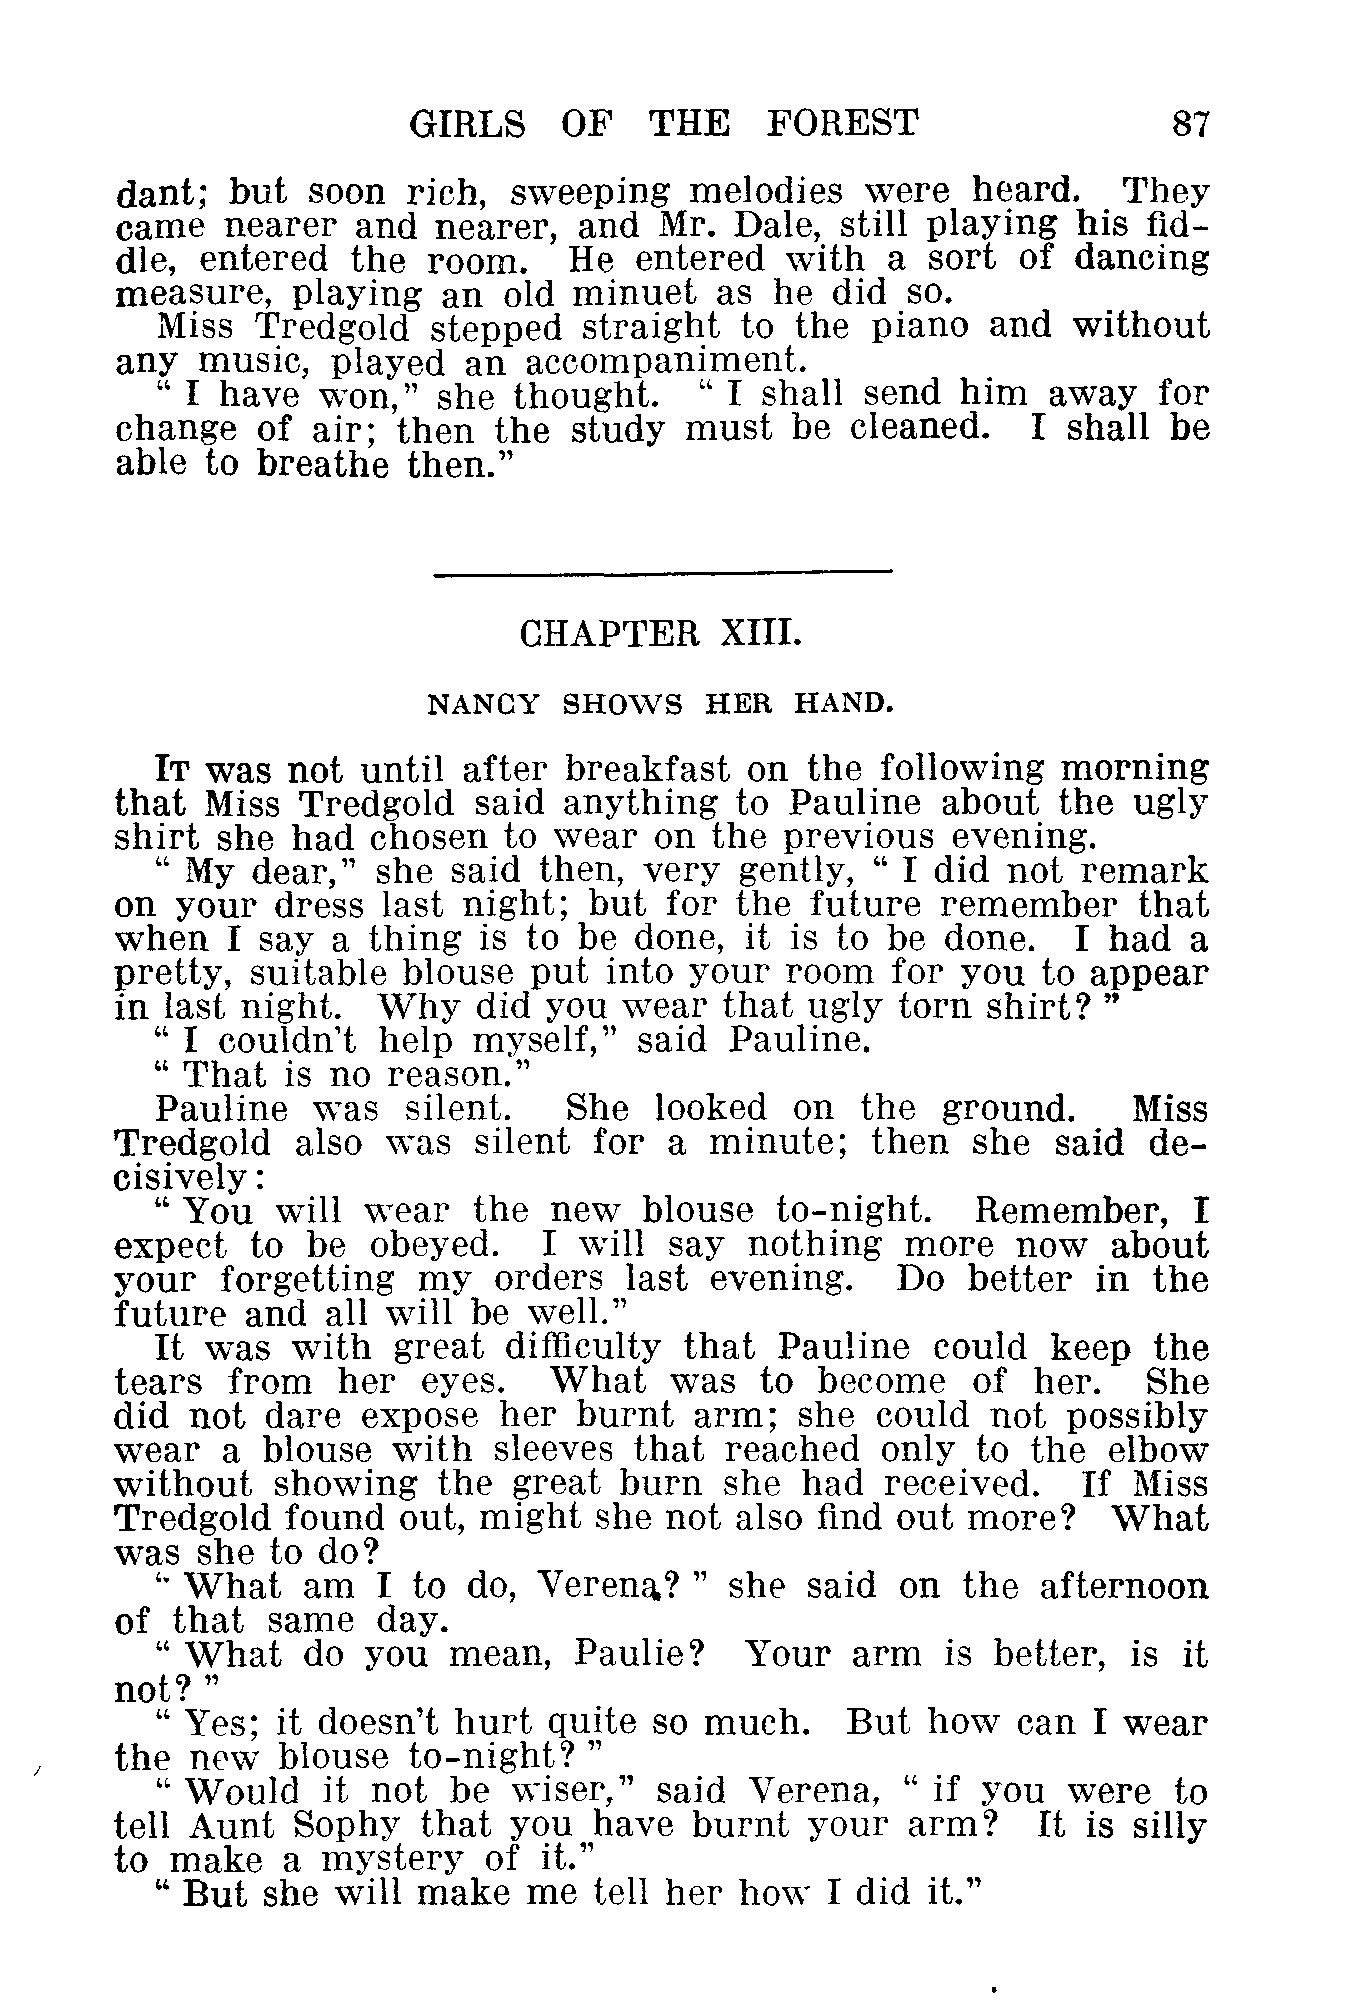 GIRLS OF THE FOREST 87
dant; but soon rich, sweeping melodies were heard. They
came nearer and nearer, and Mr. Dale, still playing his fid-
dle, entered the room. He entered with a sort of dancing
measure, playing an old minuet as he did so.
Miss Tredgold stepped straight to the piano and without
any music, played an accompaniment.
“ I have won,” she thought. “ I shall send him away for
change of air; then the study must be cleaned. I shall be
able to breathe then.”
CHAPTER XIII.
NANCY SHOWS HER HAND.
IT was not until after breakfast on the following morning
that Miss Tredgold said anything to Pauline about the ugly
shirt she had chosen to wear on the previous evening.
“ My dear,” she said then, very gently, “ I did not remark
on your dress last night; but for the future remember that
when I say a thing is to be done, it is to be done. I had a
pretty, suitable blouse put into your room for you to appear
in last night. Why did you wear that ugly torn shirt? ”
“ I couldn't help myself,” said Pauline.
“ That is no reason.”
Pauline was silent. She looked on the ground. Miss
Tredgold also was silent for a minute; then she said de-
cisively:
“ You will wear the new blouse to-night. Remember, I
expect to be obeyed. I will say nothing more now about
your forgetting my orders last evening. Do better in the
future and all will be well.”
It was with great difficulty that Pauline could keep the
tears from her eyes. What was to become of her. She
did not dare expose her burnt arm; she could not possibly
wear a blouse with sleeves that reached only to the elbow
without showing the great burn she had received. If Miss
Tredgold found out, might she not also find out more? What
was she to do?
“ What am I to do, Verena? ” she said on the afternoon
of that same day.
“ What do you mean, Paulie? Your arm is better, is it
not? ”
“ Yes; it doesn't hurt quite so much. But how can I wear
the new blouse to-night? ”
“ Would it not be wiser,” said Verena, “ if you were to
tell Aunt Sophy that you have burnt your arm? It is silly
to make a mystery of it.”
“ But she will make me tell her how I did it.”